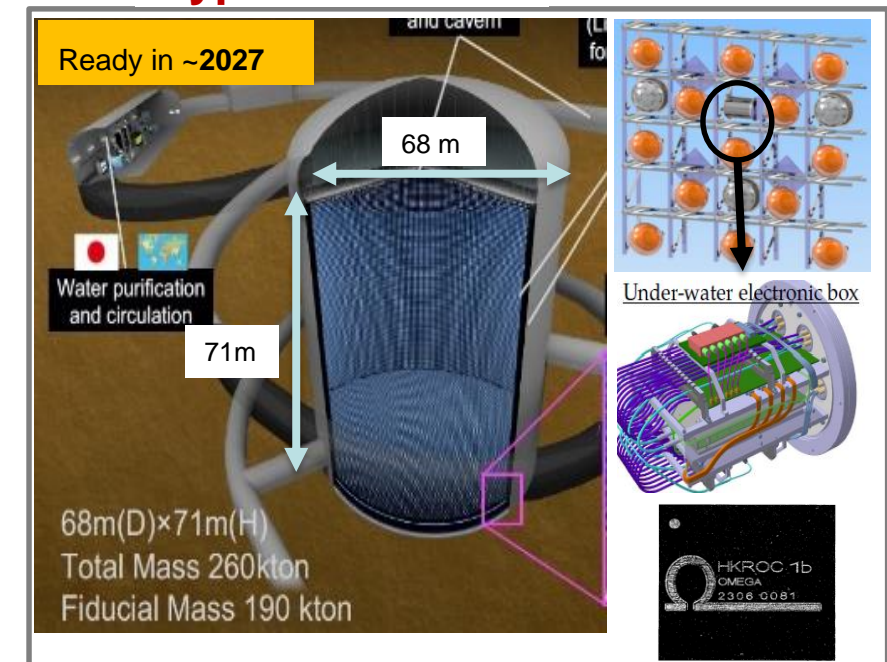 Ready in ~2027
and cavern
68 m
Water purification
and circulation
71m
68m(D)×71m(H)
Total Mass 260kton
Fiducial Mass 190 kton
Under-water electronic box
HKROC 1b
OMEGA
2306 0081